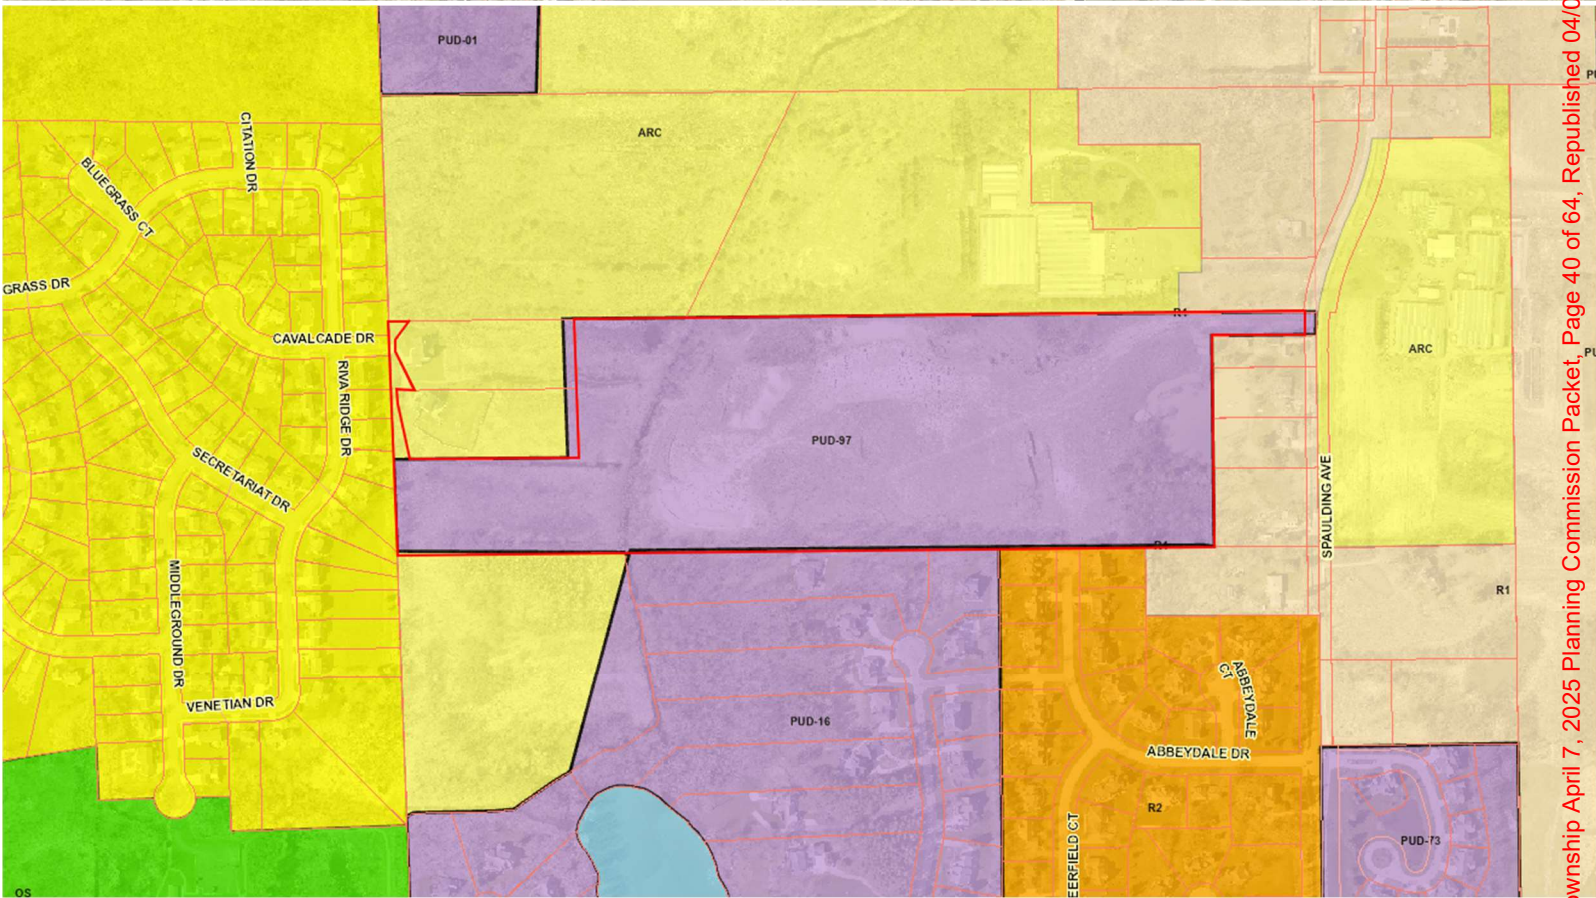 PUD-01
ARC
CITATION DR
BLUEGRASS CT
GRASS DR
CAVALCADE DR
RIVA RIDGE DR
SECRETARIAT DR
MIDDLEGROUND DR
VENETIAN DR
OS
R1
PUD-97
R1
ARC
SPAULDING AVE
R1
PUD-16
ABBEYDALE
CT
ABBEYDALE DR
R2
EERFIELD CT
PUD-73
ownship April 7, 2025 Planning Commission Packet, Page 40 of 64, Republished 04/0